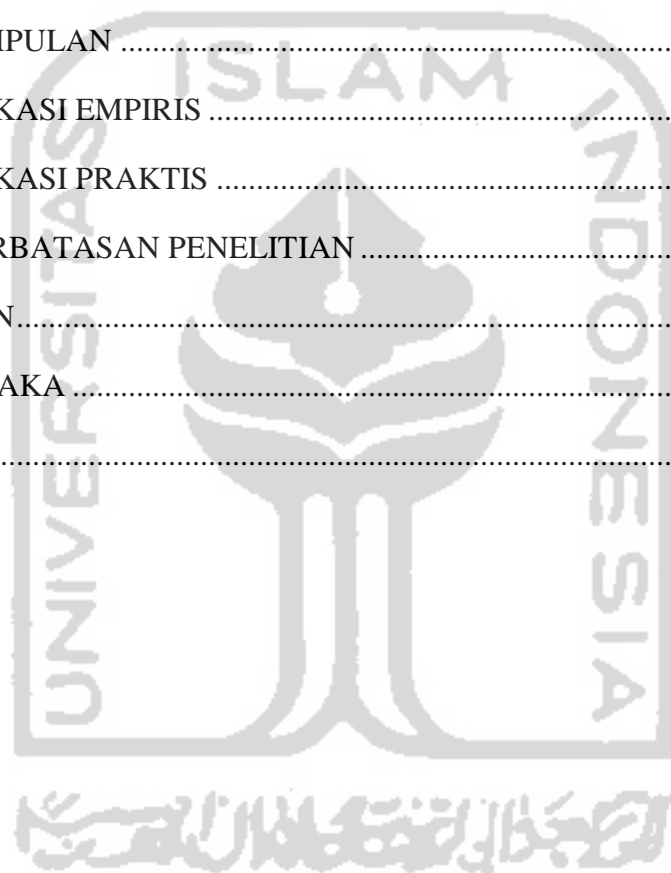 IPULAN ................................................................
KASI EMPIRIS ................................................................
KASI PRAKTIS ................................................................
RBATASAN PENELITIAN ................................................................
N ................................................................
AKA ................................................................
................................................................
ISLAM
UNIVERSITAS
INDONESIA